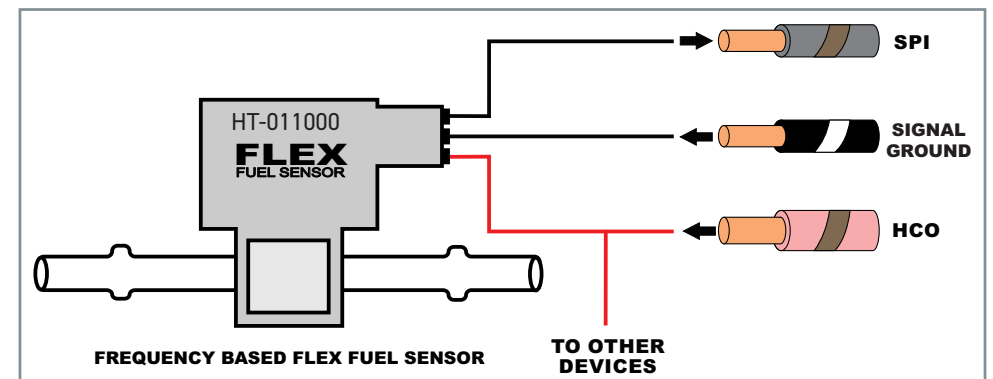 SPI
HT-011000
FLEX
FUEL SENSOR
SIGNAL
GROUND
HCO
TO OTHER
DEVICES
FREQUENCY BASED FLEX FUEL SENSOR